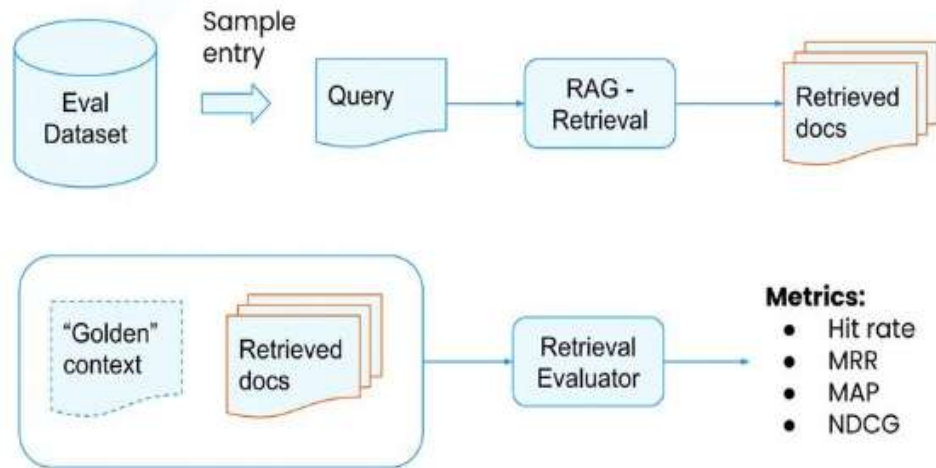 Sample
entry
Eval
Dataset
Query
RAG -
Retrieval
Retrieved
docs
"Golden"
context
Retrieved
docs
Retrieval
Evaluator
Metrics:
● Hit rate
● MRR
● MAP
● NDCG